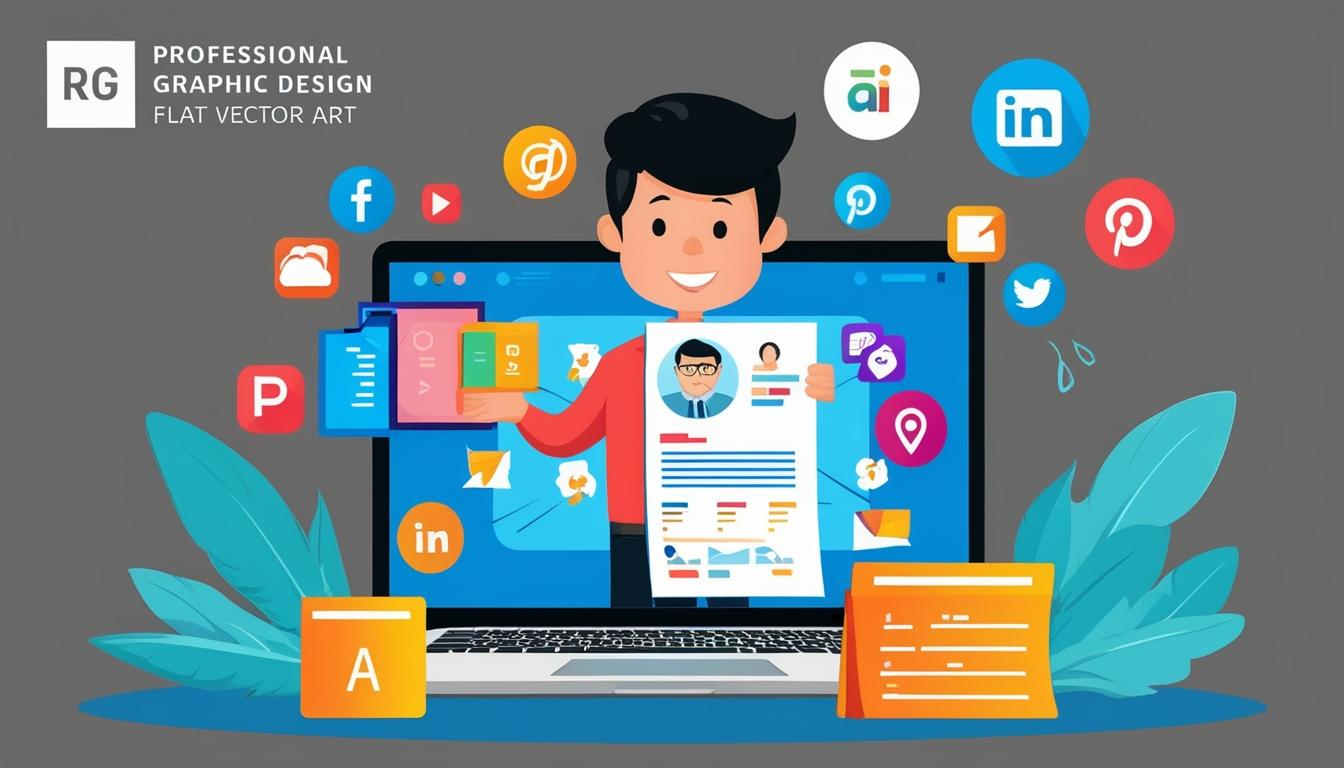 RG
PROFESSIONAL
GRAPHIC DESIGN
FLAT VECTOR ART
ai
in
P
in
A